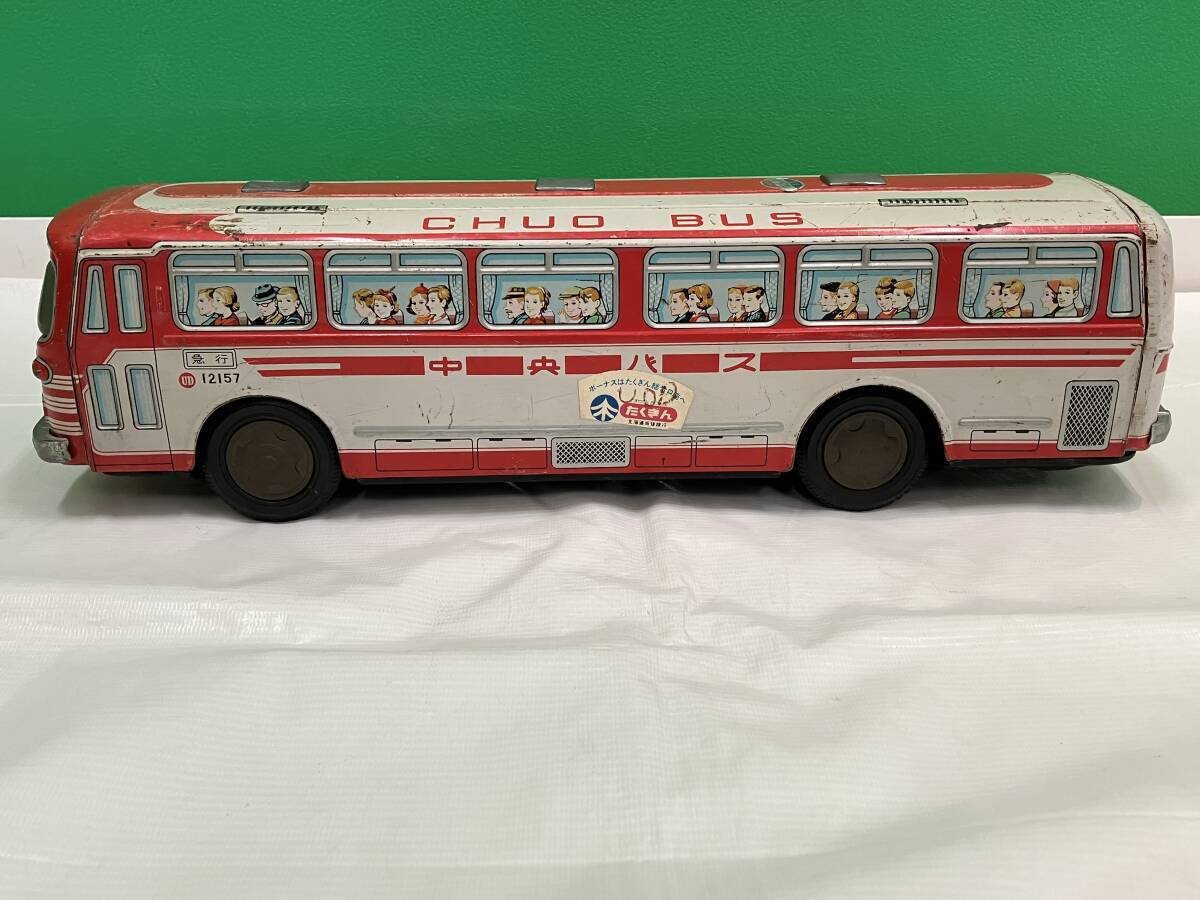 CHUO BUS
急行
UD 12157
中央バス
ボーナスはたくぎん
たくぎん